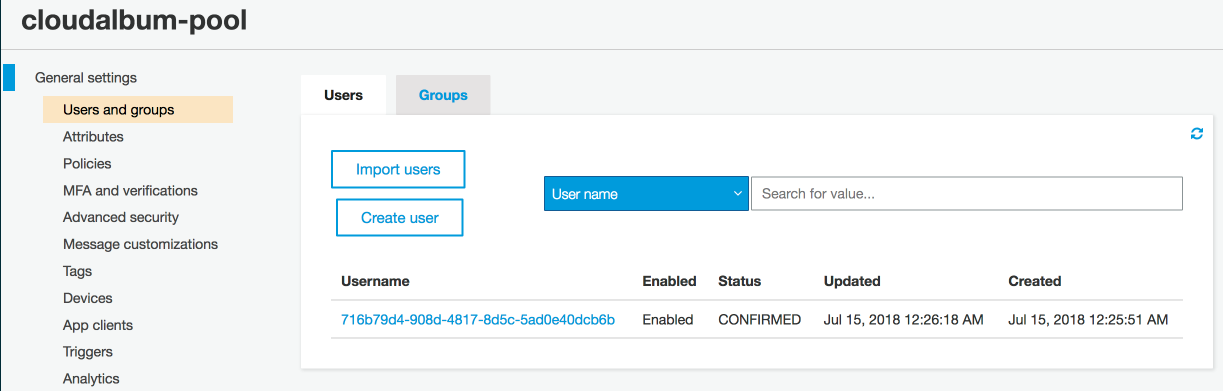 cloudalbum-pool
General settings
Users and groups
Attributes
Policies
MFA and verifications
Advanced security
Message customizations
Tags
Devices
App clients
Triggers
Analytics
Users Groups
Import users
Create user
User name Search for value...
Username Enabled Status Updated Created
716b79d4-908d-4817-8d5c-5ad0e40dcb6b Enabled CONFIRMED Jul 15, 2018 12:26:18 AM Jul 15, 2018 12:25:51 AM